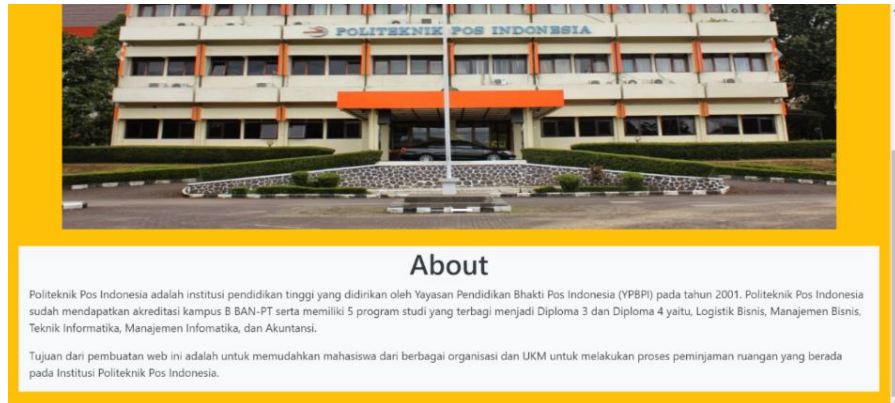 POLITEKNIK POS INDONESIA
About
Politeknik Pos Indonesia adalah institusi pendidikan tinggi yang didirikan oleh Yayasan Pendidikan Bhakti Pos Indonesia (YPBPI) pada tahun 2001. Politeknik Pos Indonesia
sudah mendapatkan akreditasi kampus B BAN-PT serta memiliki 5 program studi yang terbagi menjadi Diploma 3 dan Diploma 4 yaitu, Logistik Bisnis, Manajemen Bisnis,
Teknik Informatika, Manajemen Infomatika, dan Akuntansi.
Tujuan dari pembuatan web ini adalah untuk memudahkan mahasiswa dari berbagai organisasi dan UKM untuk melakukan proses peminjaman ruangan yang berada
pada Institusi Politeknik Pos Indonesia.